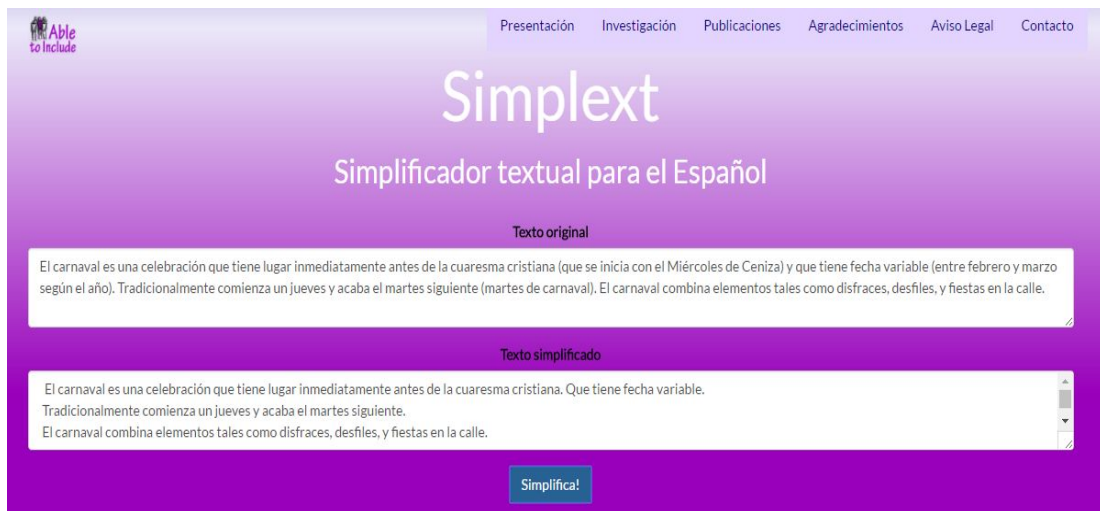 Able
to Include
Presentación Investigación Publicaciones Agradecimientos Aviso Legal Contacto
Simplext
Simplificador textual para el Español
Texto original
El carnaval es una celebración que tiene lugar inmediatamente antes de la cuaresma cristiana (que se inicia con el Miércoles de Ceniza) y que tiene fecha variable (entre febrero y marzo
según el año). Tradicionalmente comienza un jueves y acaba el martes siguiente (martes de carnaval). El carnaval combina elementos tales como disfraces, desfiles, y fiestas en la calle.
Texto simplificado
El carnaval es una celebración que tiene lugar inmediatamente antes de la cuaresma cristiana. Que tiene fecha variable.
Tradicionalmente comienza un jueves y acaba el martes siguiente.
El carnaval combina elementos tales como disfraces, desfiles, y fiestas en la calle.
Simplifica!